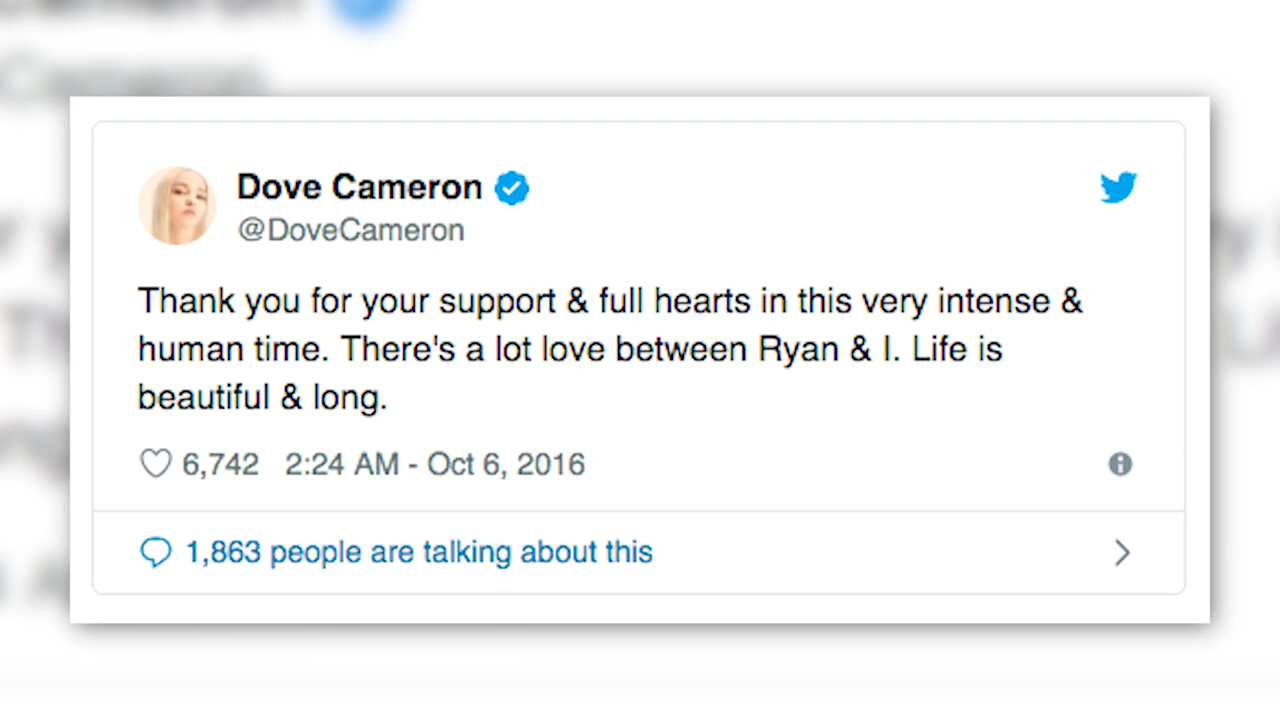 Dove Cameron
@DoveCameron
Thank you for your support & full hearts in this very intense &
human time. There's a lot love between Ryan & I. Life is
beautiful & long.
6,742 2:24 AM - Oct 6, 2016
1,863 people are talking about this